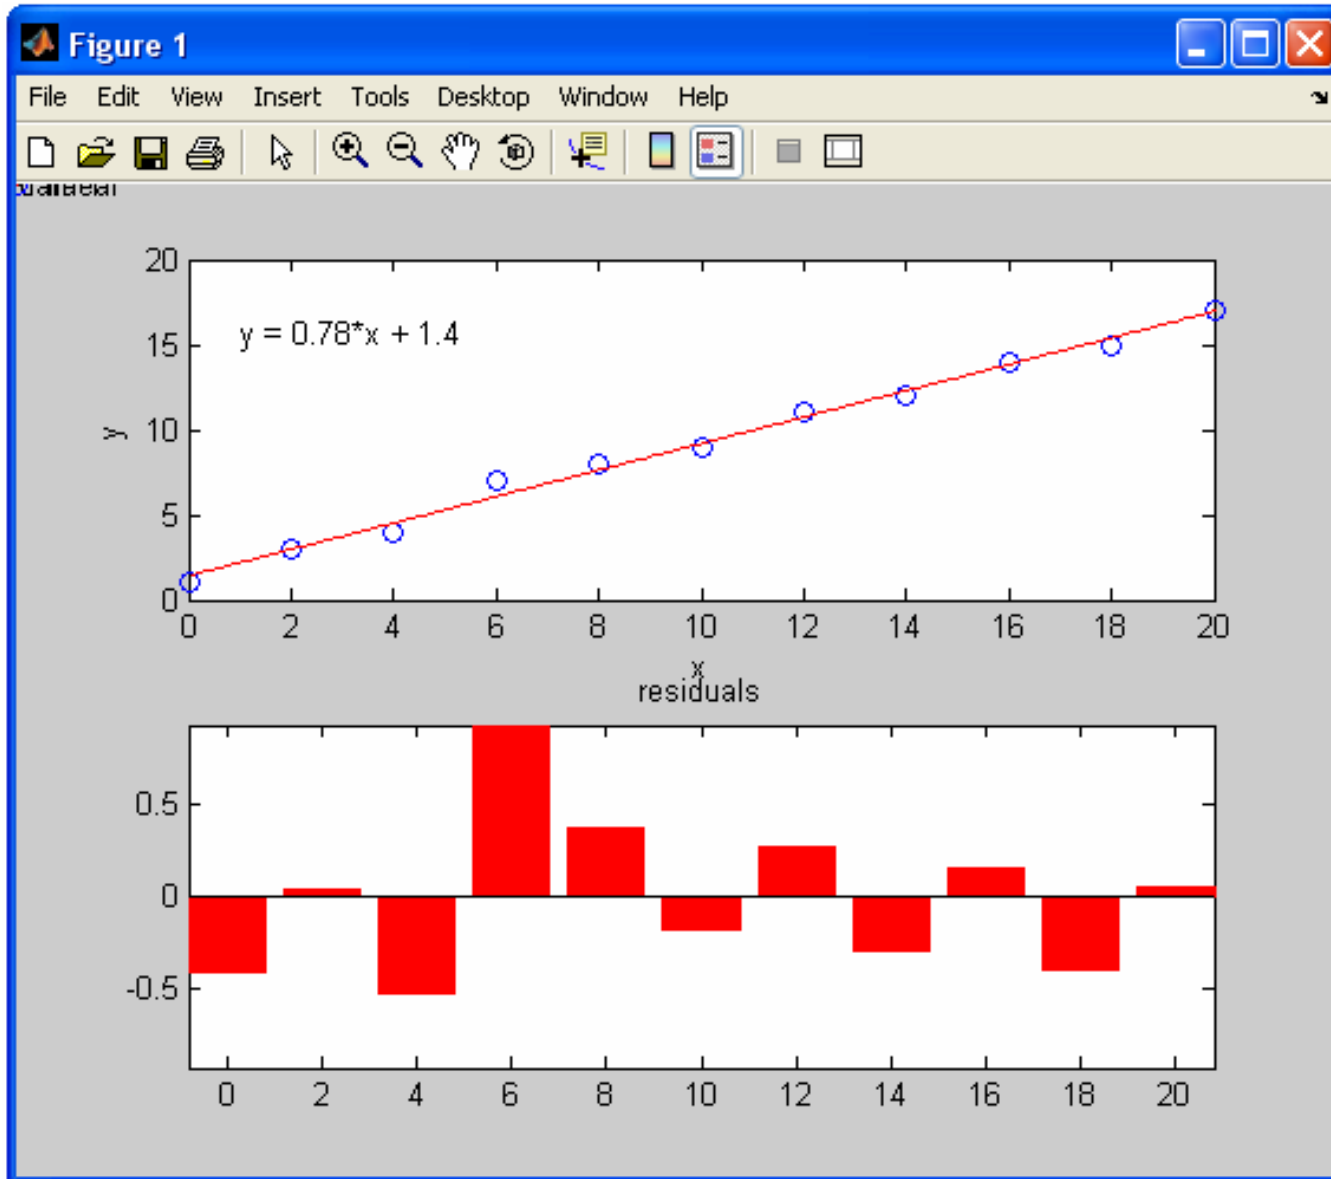 Figure 1
File Edit View Insert Tools Desktop Window Help
20
15
10
5
0
y
y = 0.78*x + 1.4
0 2 4 6 8 10 12 14 16 18 20
x
residuals
0.5
0
-0.5
0 2 4 6 8 10 12 14 16 18 20